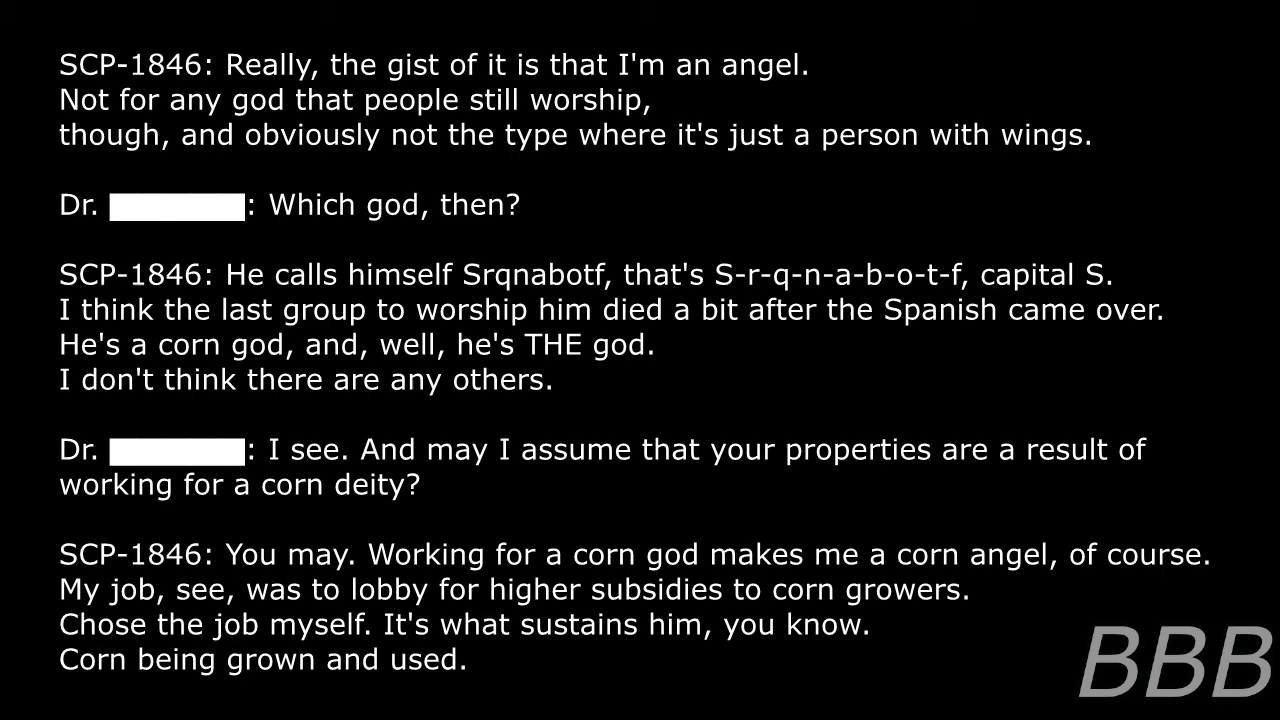 SCP-1846: Really, the gist of it is that I'm an angel.
Not for any god that people still worship,
though, and obviously not the type where it's just a person with wings.
Dr. : Which god, then?
SCP-1846: He calls himself Srqnabotf, that's S-r-q-n-a-b-o-t-f, capital S.
I think the last group to worship him died a bit after the Spanish came over.
He's a corn god, and, well, he's THE god.
I don't think there are any others.
Dr. : I see. And may I assume that your properties are a result of
working for a corn deity?
SCP-1846: You may. Working for a corn god makes me a corn angel, of course.
My job, see, was to lobby for higher subsidies to corn growers.
Chose the job myself. It's what sustains him, you know.
Corn being grown and used.
BBB